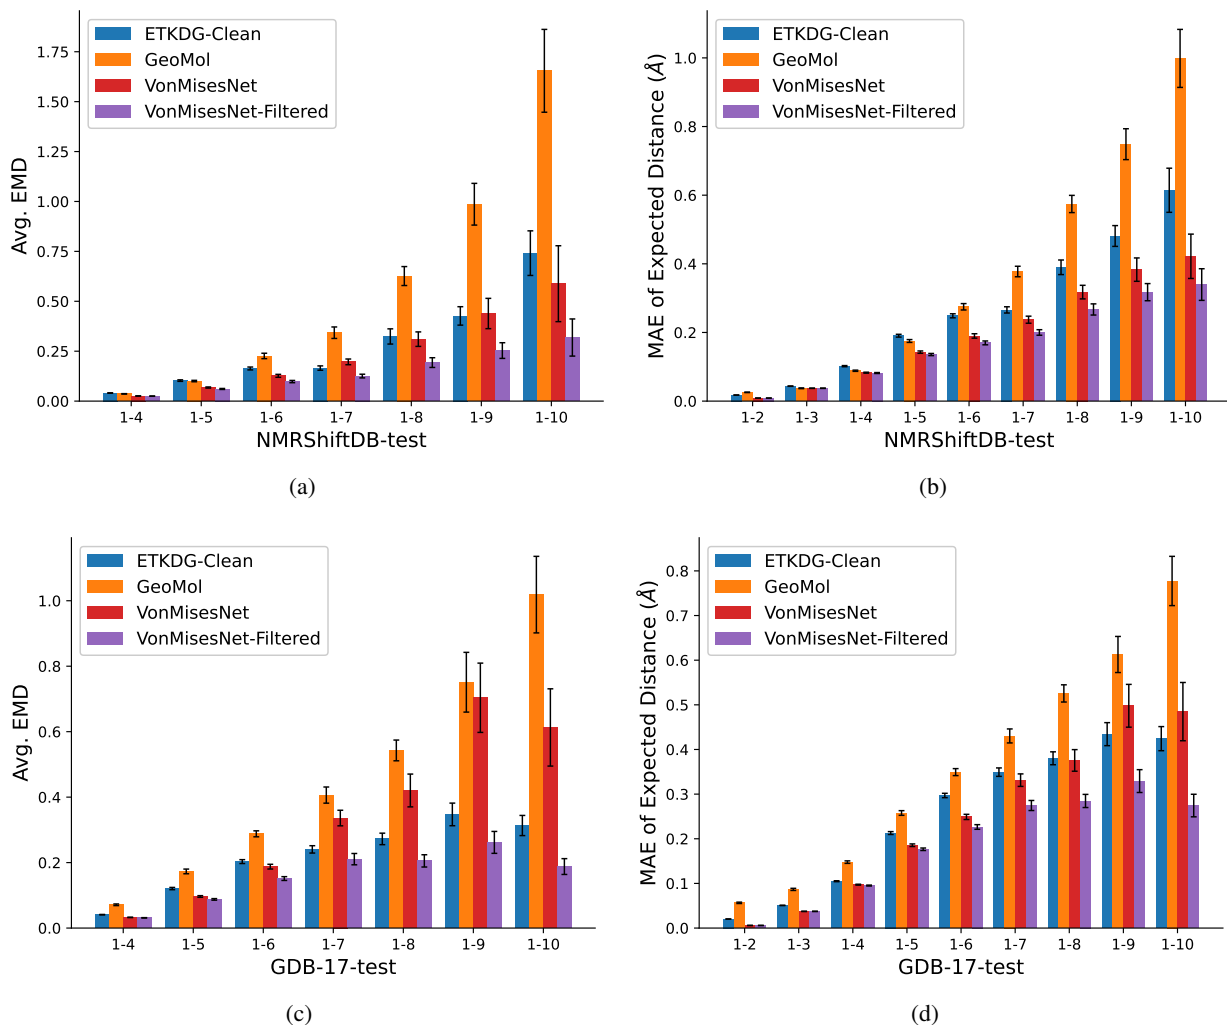 ETKDG-Clean
GeoMol
VonMisesNet
VonMisesNet-Filtered
Avg. EMD
1.75
1.50
1.25
1.00
0.75
0.50
0.25
0.00
1-4 1-5 1-6 1-7 1-8 1-9 1-10
NMRShiftDB-test
(a)
ETKDG-Clean
GeoMol
VonMisesNet
VonMisesNet-Filtered
MAE of Expected Distance (Å)
1.0
0.8
0.6
0.4
0.2
0.0
1-2 1-3 1-4 1-5 1-6 1-7 1-8 1-9 1-10
NMRShiftDB-test
(b)
ETKDG-Clean
GeoMol
VonMisesNet
VonMisesNet-Filtered
Avg. EMD
1.0
0.8
0.6
0.4
0.2
0.0
1-4 1-5 1-6 1-7 1-8 1-9 1-10
GDB-17-test
(c)
ETKDG-Clean
GeoMol
VonMisesNet
VonMisesNet-Filtered
MAE of Expected Distance (Å)
0.8
0.7
0.6
0.5
0.4
0.3
0.2
0.1
0.0
1-2 1-3 1-4 1-5 1-6 1-7 1-8 1-9 1-10
GDB-17-test
(d)